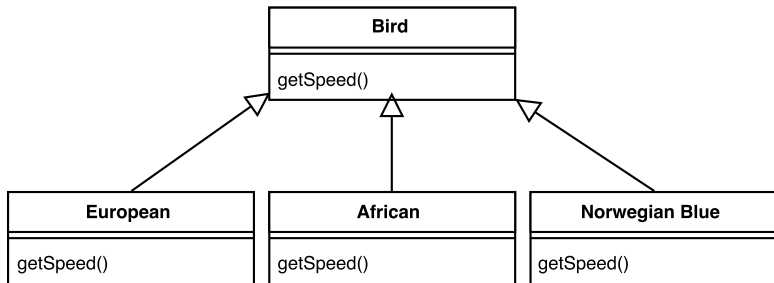 Bird
getSpeed()
European
African
Norwegian Blue
getSpeed()
getSpeed()
getSpeed()